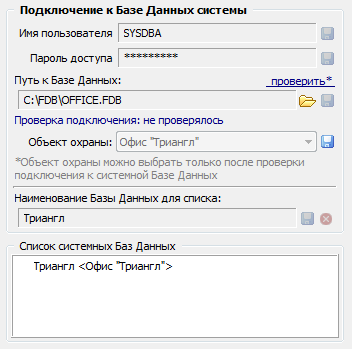 Подключение к Базе Данных системы
Имя пользователя SYSDBA
Пароль доступа *********
Путь к Базе Данных: проверить*
C:\FDB\OFFICE.FDB
Проверка подключения: не проверялось
Объект охраны: Офис "Триангл"
*Объект охраны можно выбрать только после проверки
подключения к системной Базе Данных
Наименование Базы Данных для списка:
Триангл
Список системных Баз Данных
Триангл <Офис "Триангл">